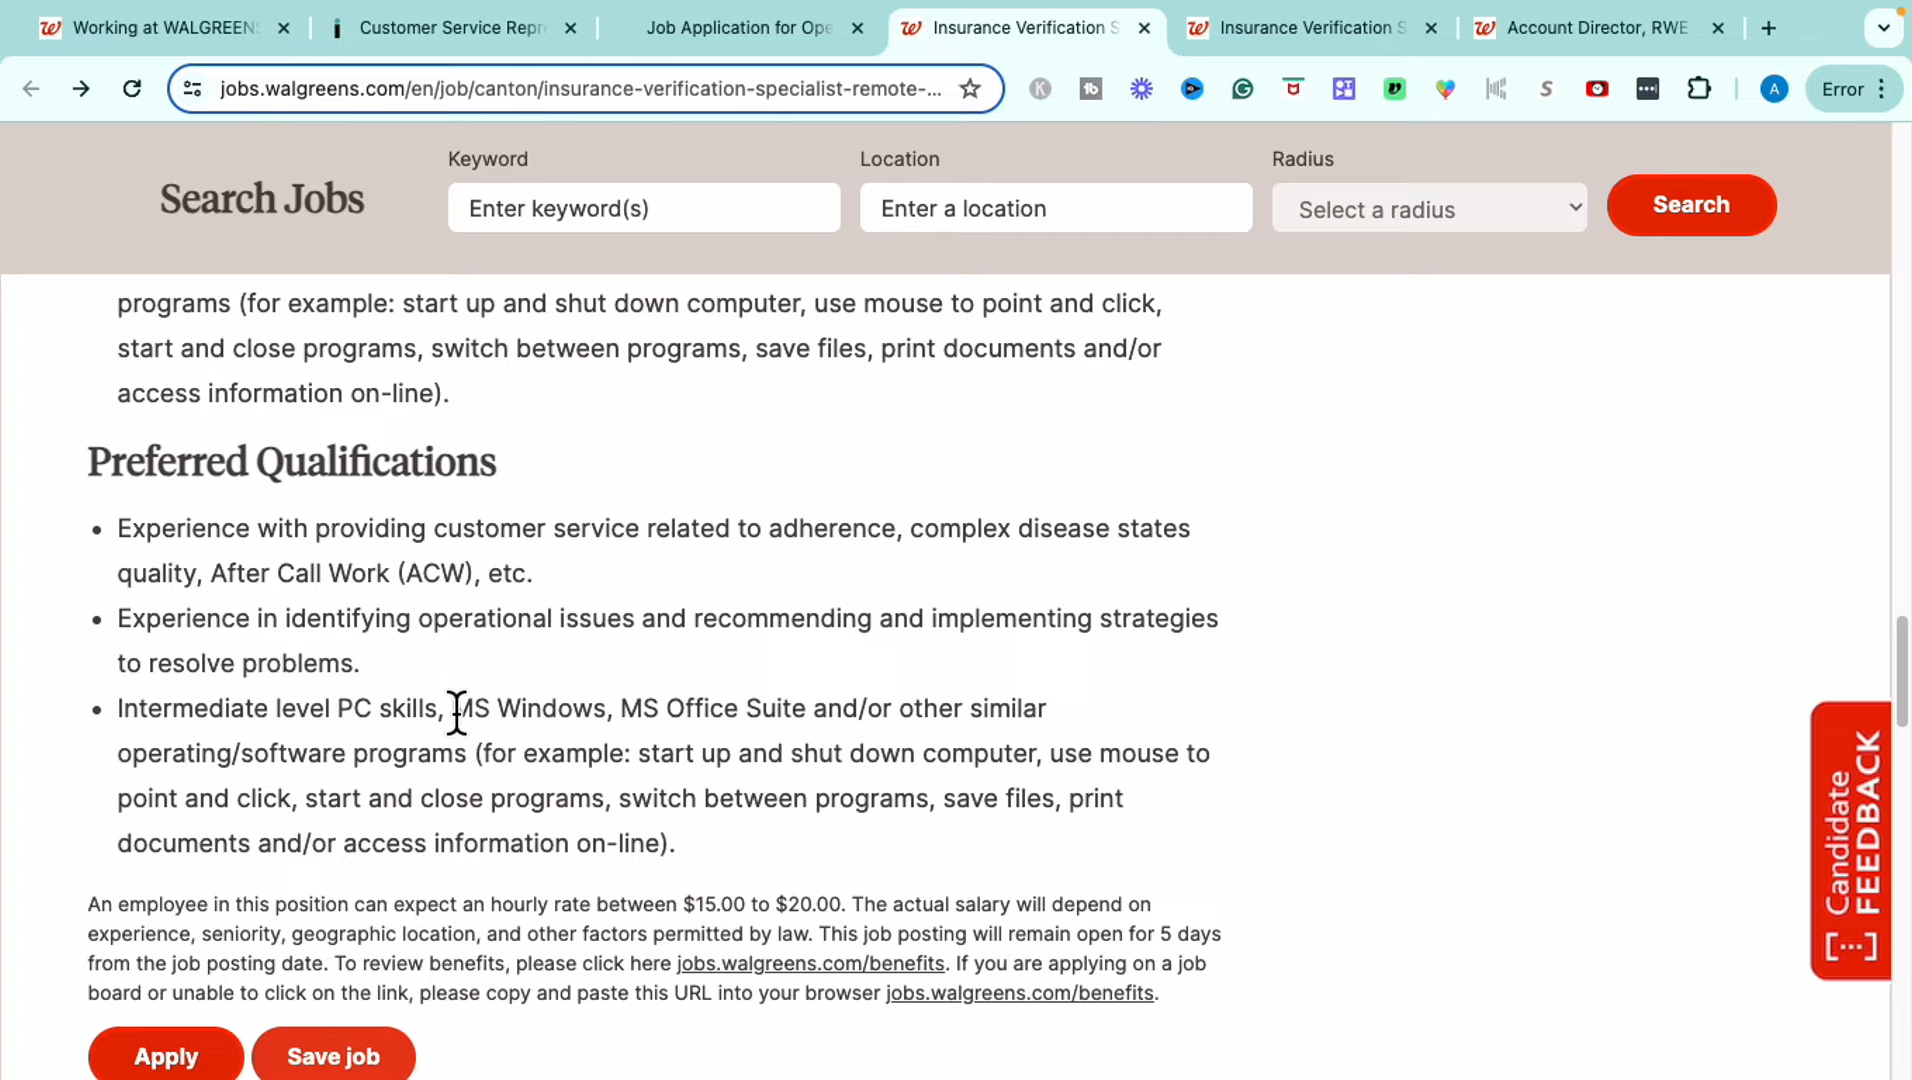 Working at WALGREENS
Customer Service Repr
Job Application for Ope
Insurance Verification S
Insurance Verification S
Account Director, RWE
jobs.walgreens.com/en/job/canton/insurance-verification-specialist-remote-...
A
Error
Search Jobs
Keyword
Location
Radius
Enter keyword(s)
Enter a location
Select a radius
Search
programs (for example: start up and shut down computer, use mouse to point and click,
start and close programs, switch between programs, save files, print documents and/or
access information on-line).
Preferred Qualifications
• Experience with providing customer service related to adherence, complex disease states
quality, After Call Work (ACW), etc.
• Experience in identifying operational issues and recommending and implementing strategies
to resolve problems.
• Intermediate level PC skills, MS Windows, MS Office Suite and/or other similar
operating/software programs (for example: start up and shut down computer, use mouse to
point and click, start and close programs, switch between programs, save files, print
documents and/or access information on-line).
An employee in this position can expect an hourly rate between $15.00 to $20.00. The actual salary will depend on
experience, seniority, geographic location, and other factors permitted by law. This job posting will remain open for 5 days
from the job posting date. To review benefits, please click here jobs.walgreens.com/benefits. If you are applying on a job
board or unable to click on the link, please copy and paste this URL into your browser jobs.walgreens.com/benefits.
Apply
Save job
Candidate
FEEDBACK